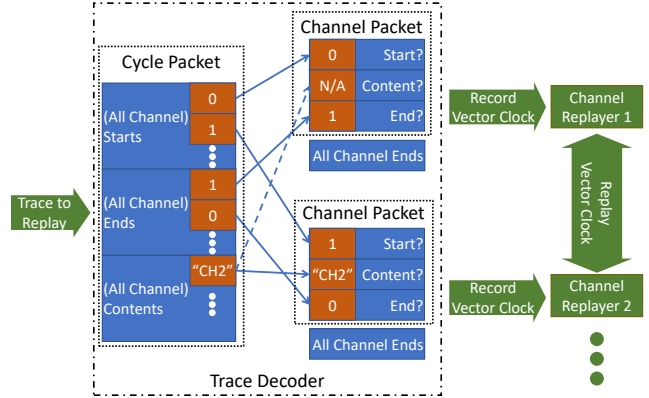 Trace to
Replay
Cycle Packet
(All Channel)
Starts
0
1
(All Channel)
Ends
1
0
(All Channel)
Contents
"CH2"
Channel Packet
0 Start?
N/A Content?
1 End?
All Channel Ends
Channel Packet
1 Start?
"CH2" Content?
0 End?
All Channel Ends
Trace Decoder
Record
Vector Clock
Channel
Replayer 1
Replay
Vector Clock
Record
Vector Clock
Channel
Replayer 2